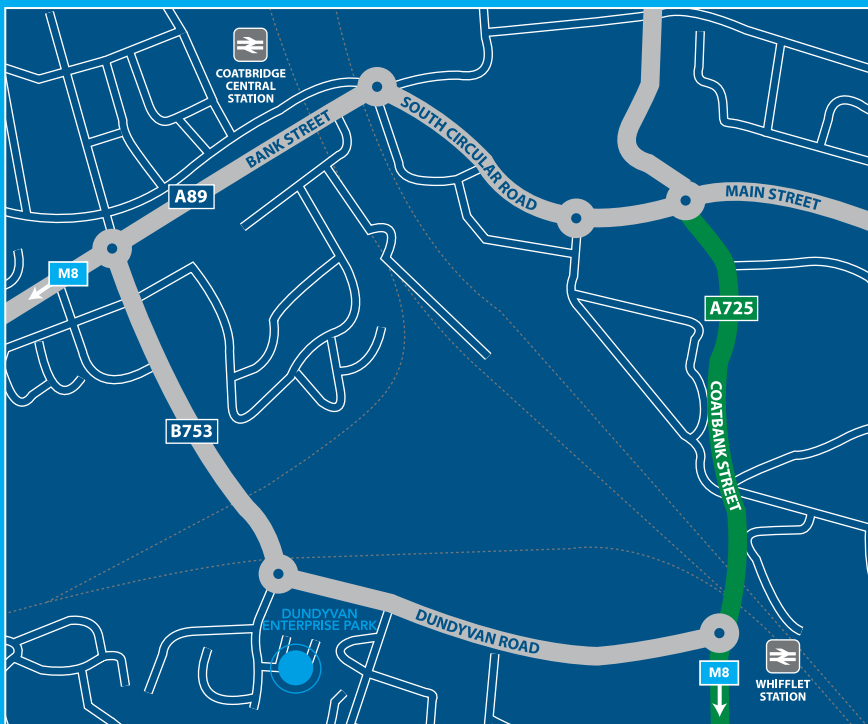 COATBRIDGE
CENTRAL
STATION
BANK STREET
SOUTH CIRCULAR ROAD
MAIN STREET
A89
M8
A725
COATBANK STREET
B753
DUNDYVAN
ENTERPRISE PARK
DUNDYVAN ROAD
M8
WHIFFLET
STATION